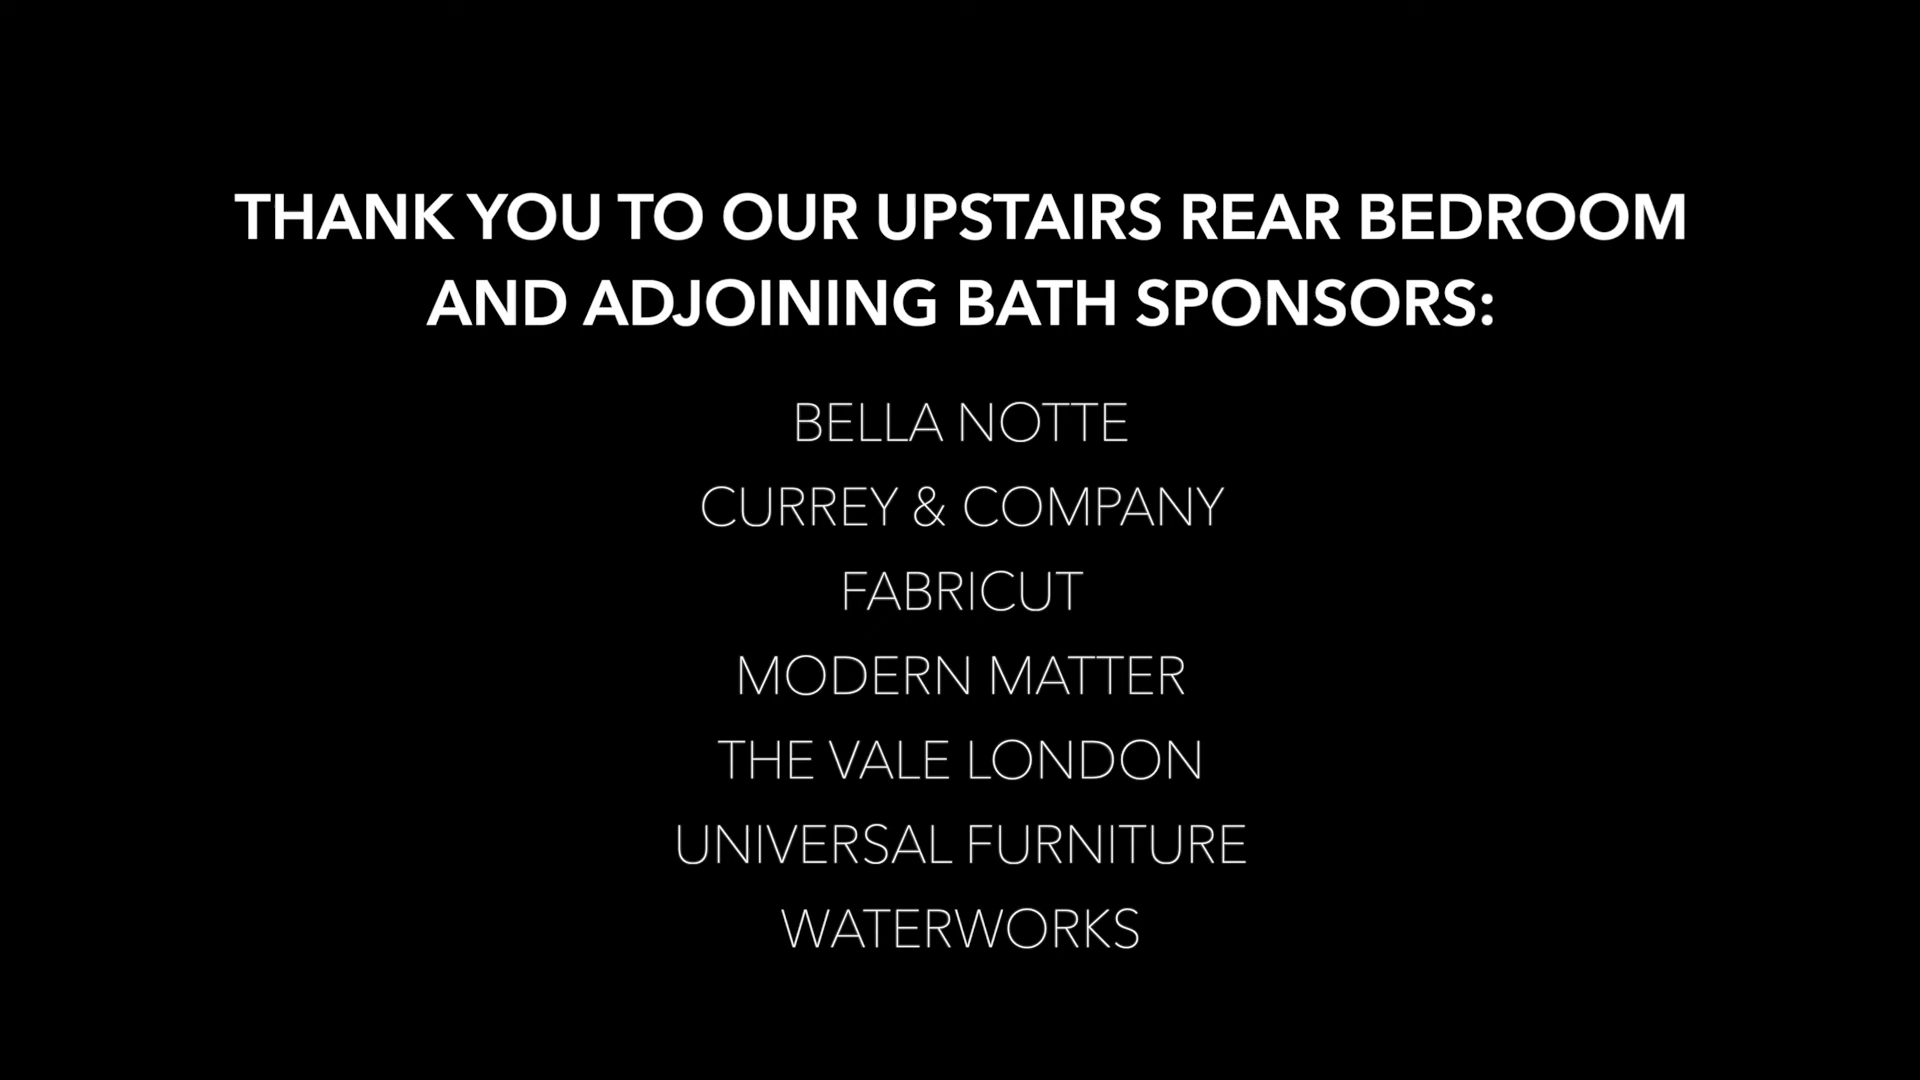 THANK YOU TO OUR UPSTAIRS REAR BEDROOM
AND ADJOINING BATH SPONSORS:
BELLA NOTTE
CURREY & COMPANY
FABRICUT
MODERN MATTER
THE VALE LONDON
UNIVERSAL FURNITURE
WATERWORKS